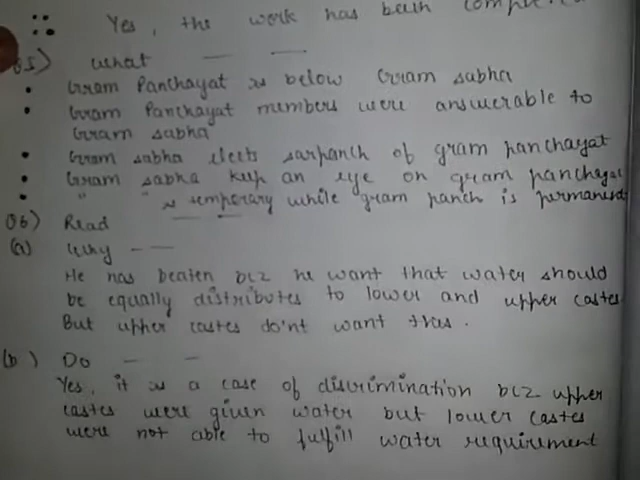 Yes, the work has been
Q5) What
• Gram Panchayat is below Gram sabha
• Gram Panchayat members were answerable to
Gram sabha
• Gram sabha elects sarpanch of gram panchayat
• Gram sabha keep an eye on gram panchayat
• " " is temporary while gram panch is permanent
Q6) Read
(a) Why
He has beaten bcz he want that water should
be equally distributes to lower and upper castes
But upper castes do'nt want this.
(b) Do
Yes, it is a case of discrimination bcz upper
castes were given water but lower castes
were not able to fulfill water requirement